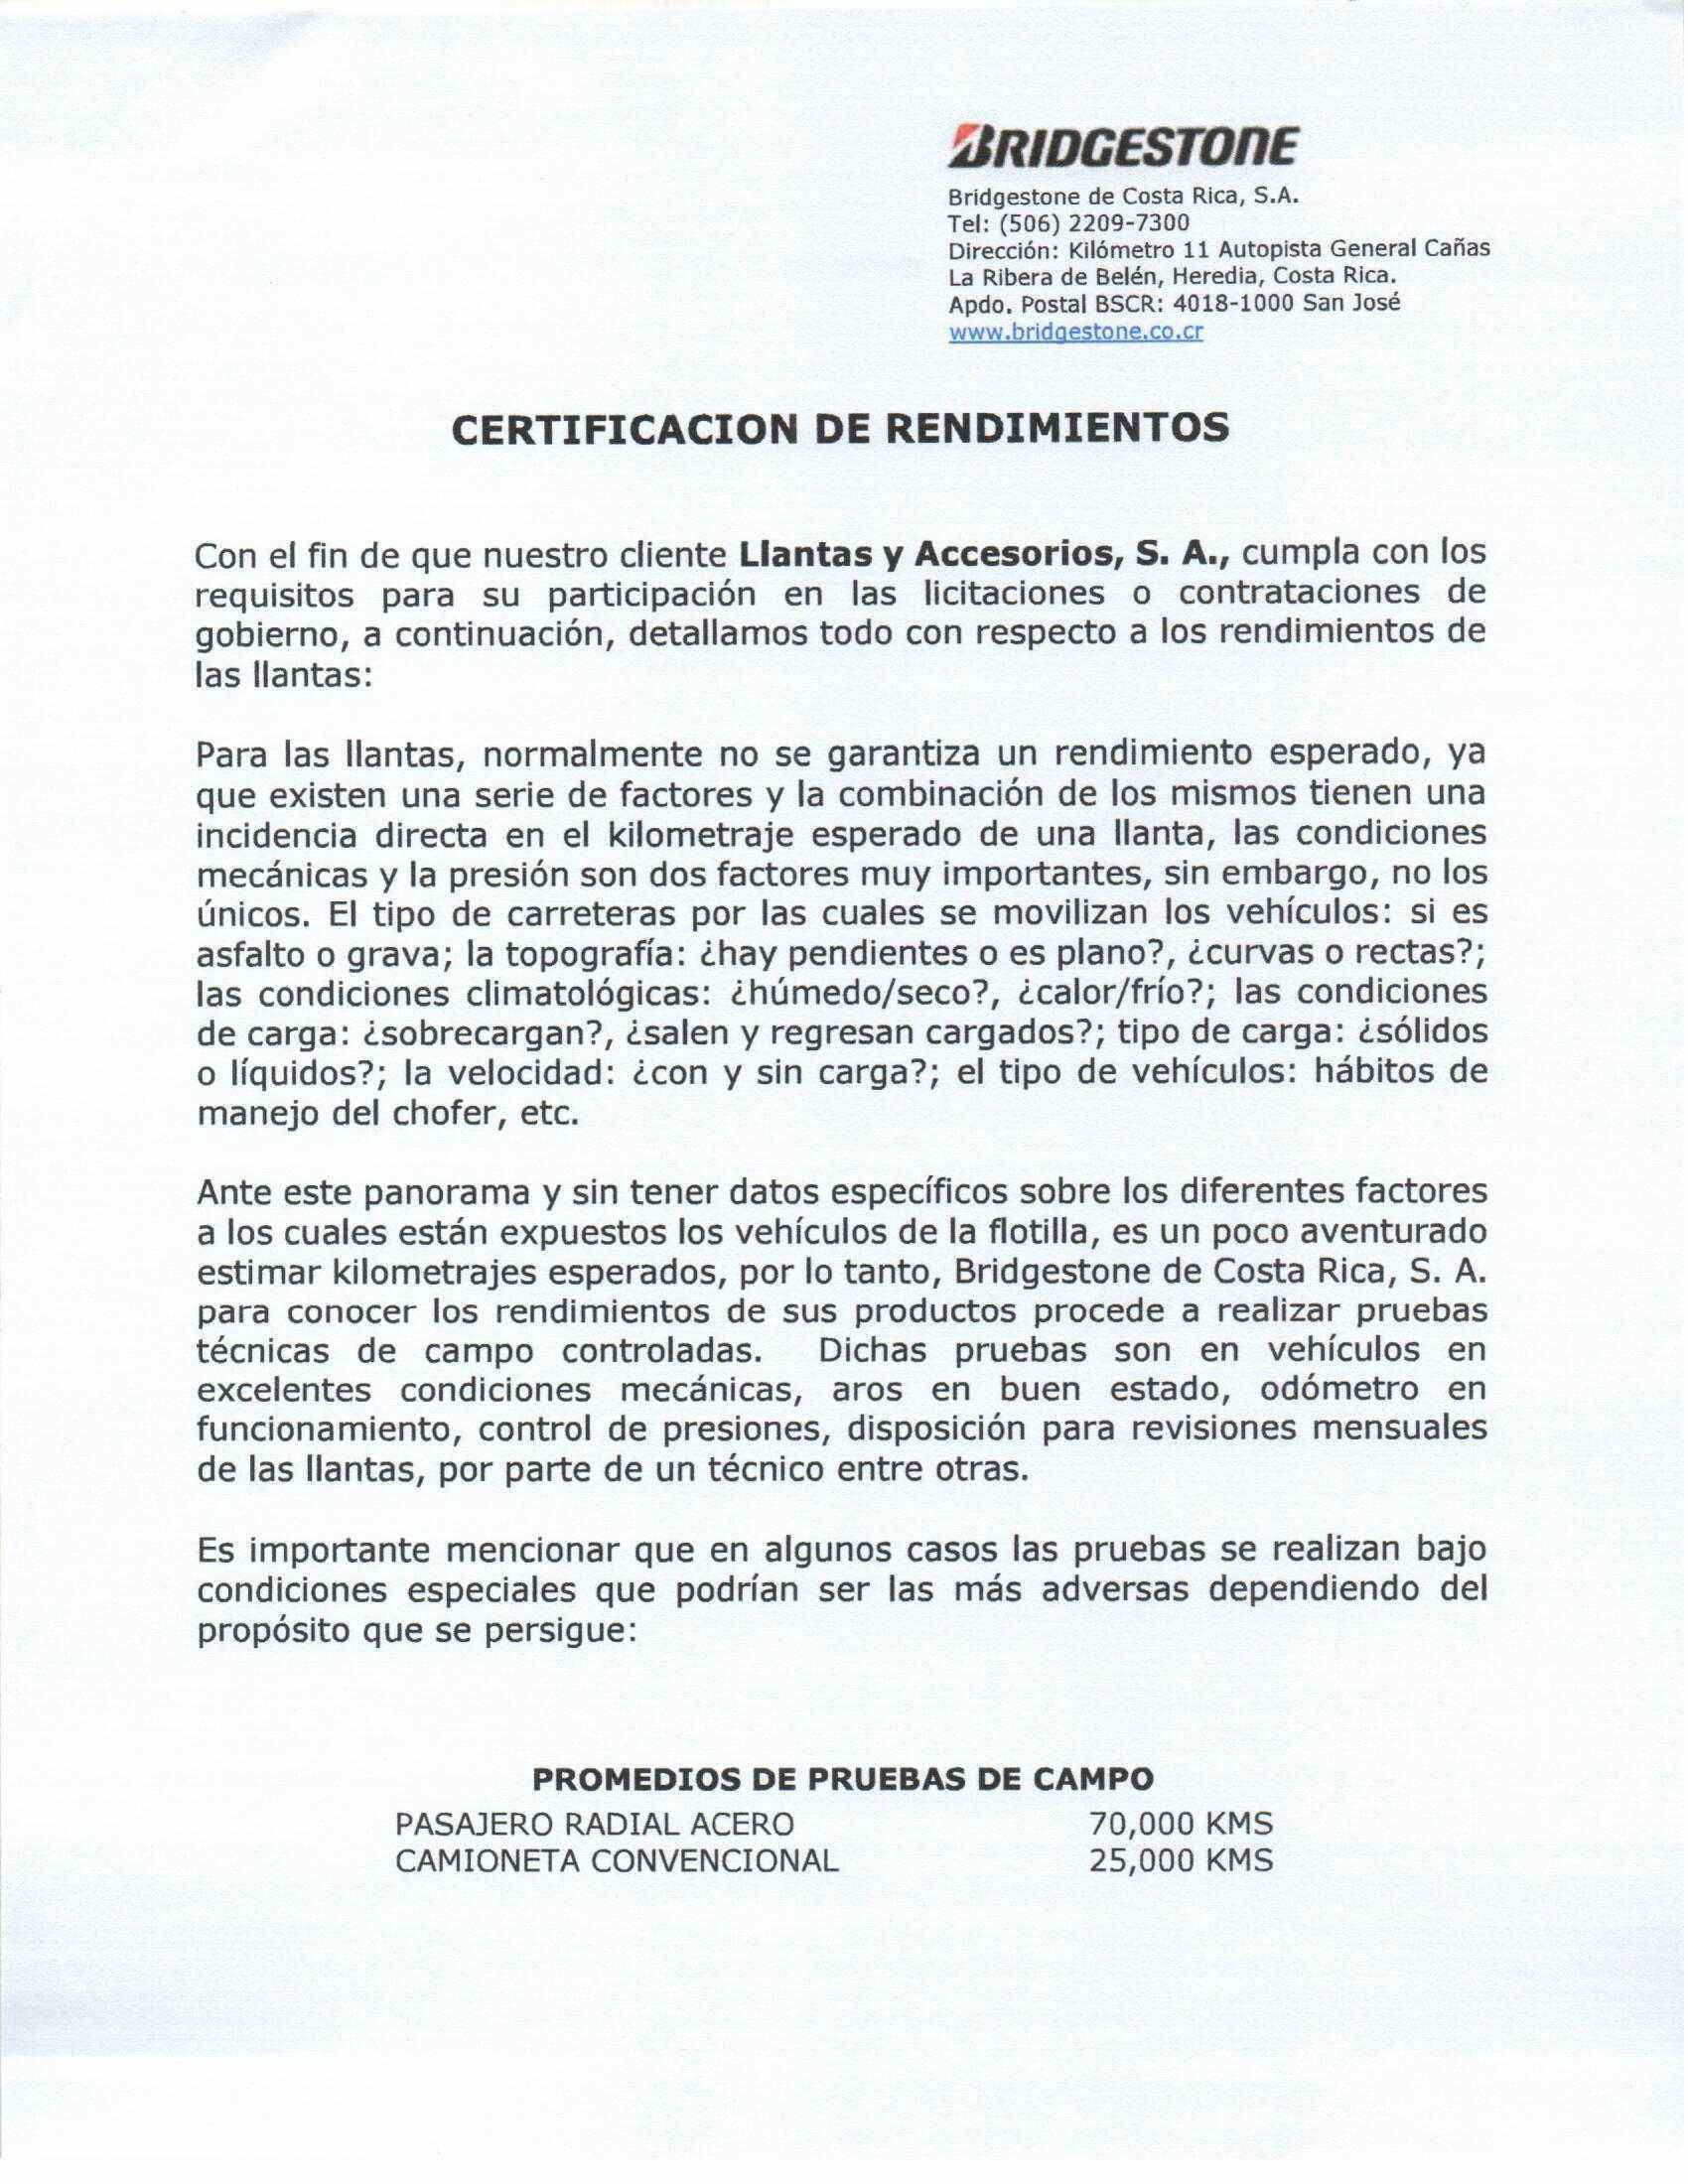 BRIDGESTONE
Bridgestone de Costa Rica, S.A.
Tel: (506) 2209-7300
Dirección: Kilómetro 11 Autopista General Cañas
La Ribera de Belén, Heredia, Costa Rica.
Apdo. Postal BSCR: 4018-1000 San José
www.bridgestone.co.cr
CERTIFICACION DE RENDIMIENTOS
Con el fin de que nuestro cliente Llantas y Accesorios, S. A., cumpla con los
requisitos para su participación en las licitaciones o contrataciones de
gobierno, a continuación, detallamos todo con respecto a los rendimientos de
las llantas:
Para las llantas, normalmente no se garantiza un rendimiento esperado, ya
que existen una serie de factores y la combinación de los mismos tienen una
incidencia directa en el kilometraje esperado de una llanta, las condiciones
mecánicas y la presión son dos factores muy importantes, sin embargo, no los
únicos. El tipo de carreteras por las cuales se movilizan los vehículos: si es
asfalto o grava; la topografía: ¿hay pendientes o es plano?, ¿curvas o rectas?;
las condiciones climatológicas: ¿húmedo/seco?, ¿calor/frío?; las condiciones
de carga: ¿sobrecargan?, ¿salen y regresan cargados?; tipo de carga: ¿sólidos
o líquidos?; la velocidad: ¿con y sin carga?; el tipo de vehículos: hábitos de
manejo del chofer, etc.
Ante este panorama y sin tener datos específicos sobre los diferentes factores
a los cuales están expuestos los vehículos de la flotilla, es un poco aventurado
estimar kilometrajes esperados, por lo tanto, Bridgestone de Costa Rica, S. A.
para conocer los rendimientos de sus productos procede a realizar pruebas
técnicas de campo controladas. Dichas pruebas son en vehículos en
excelentes condiciones mecánicas, aros en buen estado, odómetro en
funcionamiento, control de presiones, disposición para revisiones mensuales
de las llantas, por parte de un técnico entre otras.
Es importante mencionar que en algunos casos las pruebas se realizan bajo
condiciones especiales que podrían ser las más adversas dependiendo del
propósito que se persigue:
PROMEDIOS DE PRUEBAS DE CAMPO
PASAJERO RADIAL ACERO 70,000 KMS
CAMIONETA CONVENCIONAL 25,000 KMS